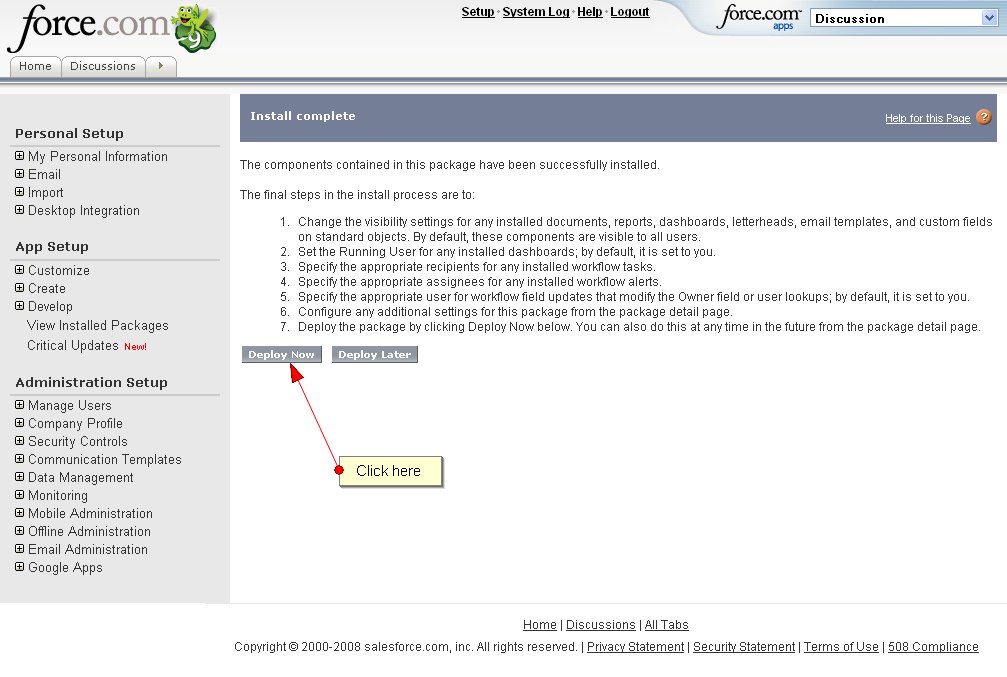 force.com
9
Setup · System Log · Help · Logout
force.com
apps
Discussion
Home
Discussions
Install complete
Help for this Page ?
Personal Setup
My Personal Information
Email
Import
Desktop Integration
App Setup
Customize
Create
Develop
View Installed Packages
Critical Updates New!
Administration Setup
Manage Users
Company Profile
Security Controls
Communication Templates
Data Management
Monitoring
Mobile Administration
Offline Administration
Email Administration
Google Apps
The components contained in this package have been successfully installed.
The final steps in the install process are to:
1. Change the visibility settings for any installed documents, reports, dashboards, letterheads, email templates, and custom fields
on standard objects. By default, these components are visible to all users.
2. Set the Running User for any installed dashboards; by default, it is set to you.
3. Specify the appropriate recipients for any installed workflow tasks.
4. Specify the appropriate assignees for any installed workflow alerts.
5. Specify the appropriate user for workflow field updates that modify the Owner field or user lookups; by default, it is set to you.
6. Configure any additional settings for this package from the package detail page.
7. Deploy the package by clicking Deploy Now below. You can also do this at any time in the future from the package detail page.
Deploy Now
Deploy Later
Click here
Home | Discussions | All Tabs
Copyright © 2000-2008 salesforce.com, inc. All rights reserved. | Privacy Statement | Security Statement | Terms of Use | 508 Compliance